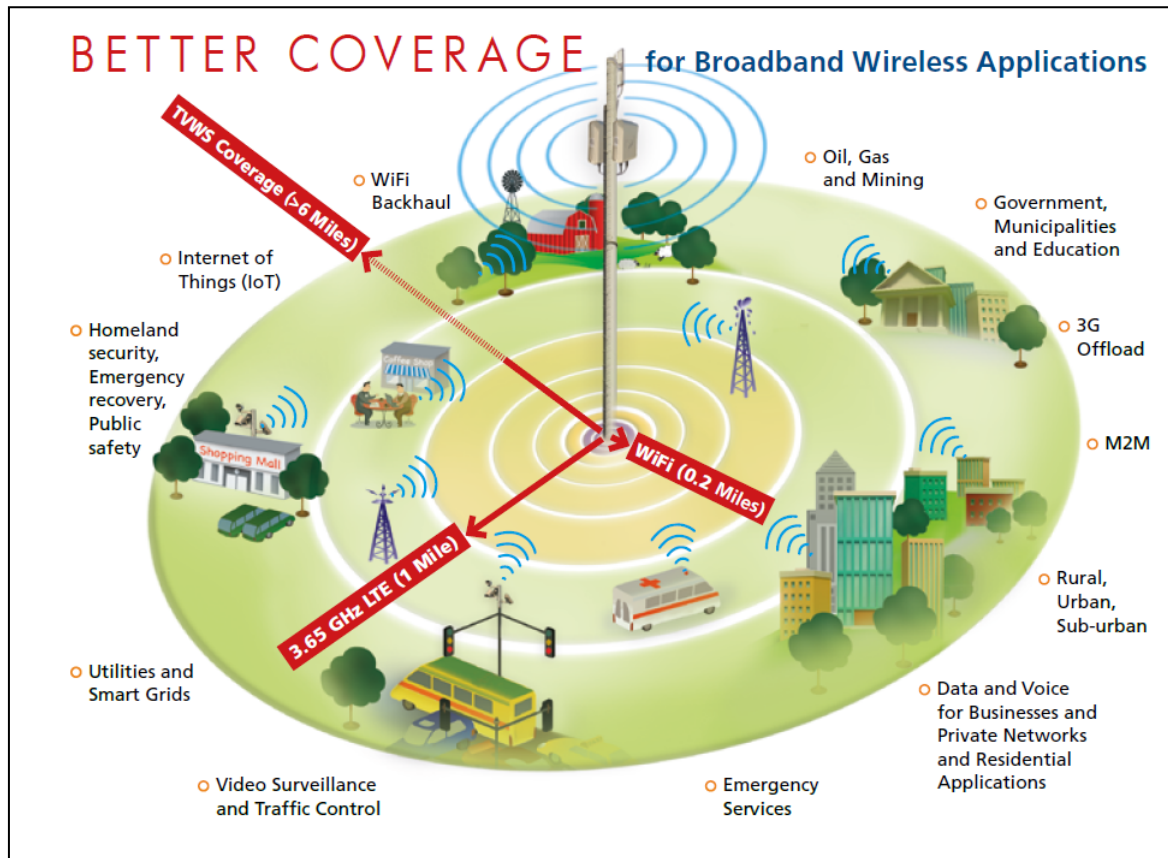 BETTER COVERAGE for Broadband Wireless Applications
TVWS Coverage (>6 Miles)
WiFi
Backhaul
Oil, Gas
and Mining
Government,
Municipalities
and Education
Internet of
Things (IoT)
Homeland
security,
Emergency
recovery,
Public
safety
3G
Offload
Coffee Shop
Shopping Mall
M2M
WiFi (0.2 Miles)
3.65 GHz LTE (1 Mile)
Rural,
Urban,
Sub-urban
Utilities and
Smart Grids
Data and Voice
for Businesses and
Private Networks
and Residential
Applications
Video Surveillance
and Traffic Control
Emergency
Services